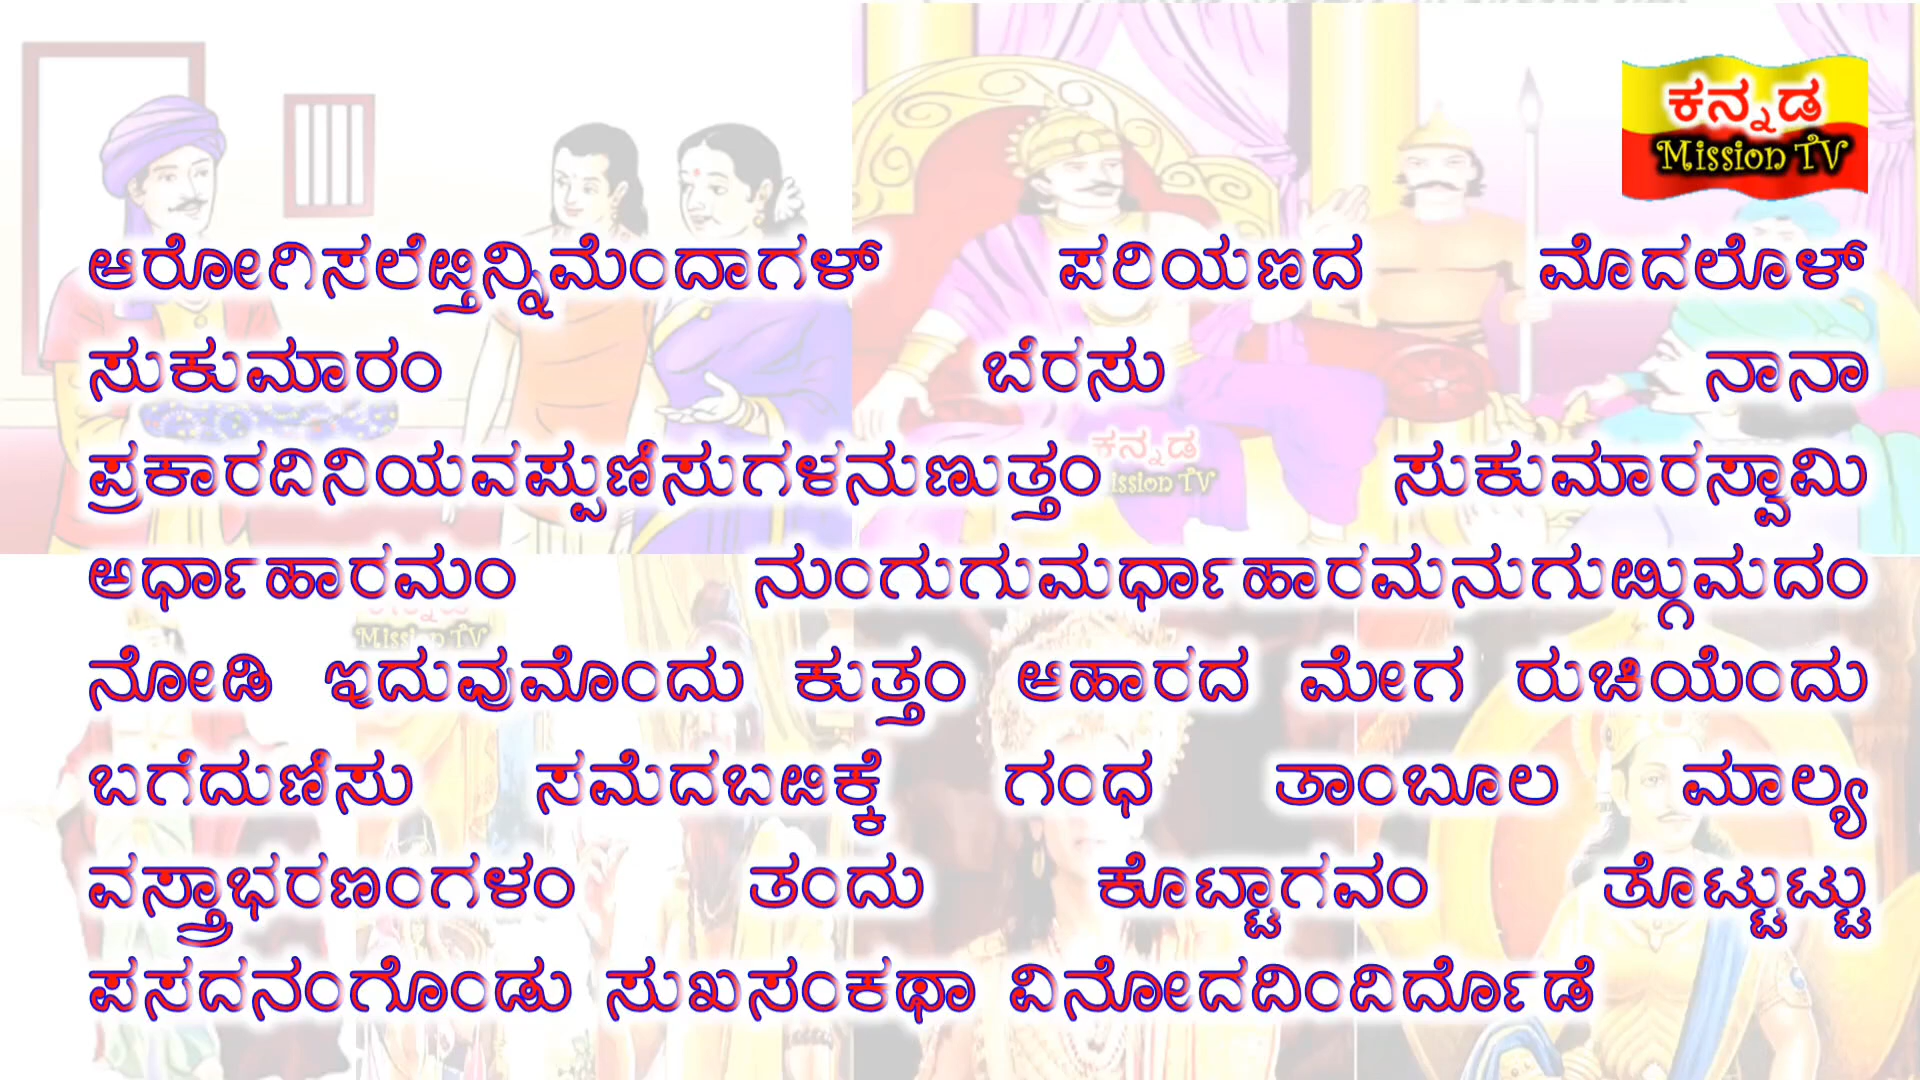 ಕನ್ನಡ
Mission TV
ಆರೋಗಿಸಲೆೞ್ತನ್ನಿಮೆಂದಾಗಳ್ ಪರಿಯಣದ ಮೊದಲೊಳ್
ಸುಕುಮಾರಂ ಬೆರಸು ನಾನಾ
ಪ್ರಕಾರದಿನಿಯವಪ್ಪುಣಿಸುಗಳನುಣುತ್ತಂ ಸುಕುಮಾರಸ್ವಾಮಿ
ಅರ್ಧಾಹಾರಮಂ ನುಂಗುಗುಮರ್ಧಾಹಾರಮನುಗುೞ್ಗುಮದಂ
ನೋಡಿ ಇದುವುಮೊಂದು ಕುತ್ತಂ ಆಹಾರದ ಮೇಗ ರುಚಿಯೆಂದು
ಬಗೆದುಣಿಸು ಸಮೆದಬೞಿಕ್ಕೆ ಗಂಧ ತಾಂಬೂಲ ಮಾಲ್ಯ
ವಸ್ತ್ರಾಭರಣಂಗಳಂ ತಂದು ಕೊಟ್ಟಾಗವಂ ತೊಟ್ಟುಟ್ಟು
ಪಸದನಂಗೊಂಡು ಸುಖಸಂಕಥಾ ವಿನೋದದಿಂದಿರ್ದೊಡೆ